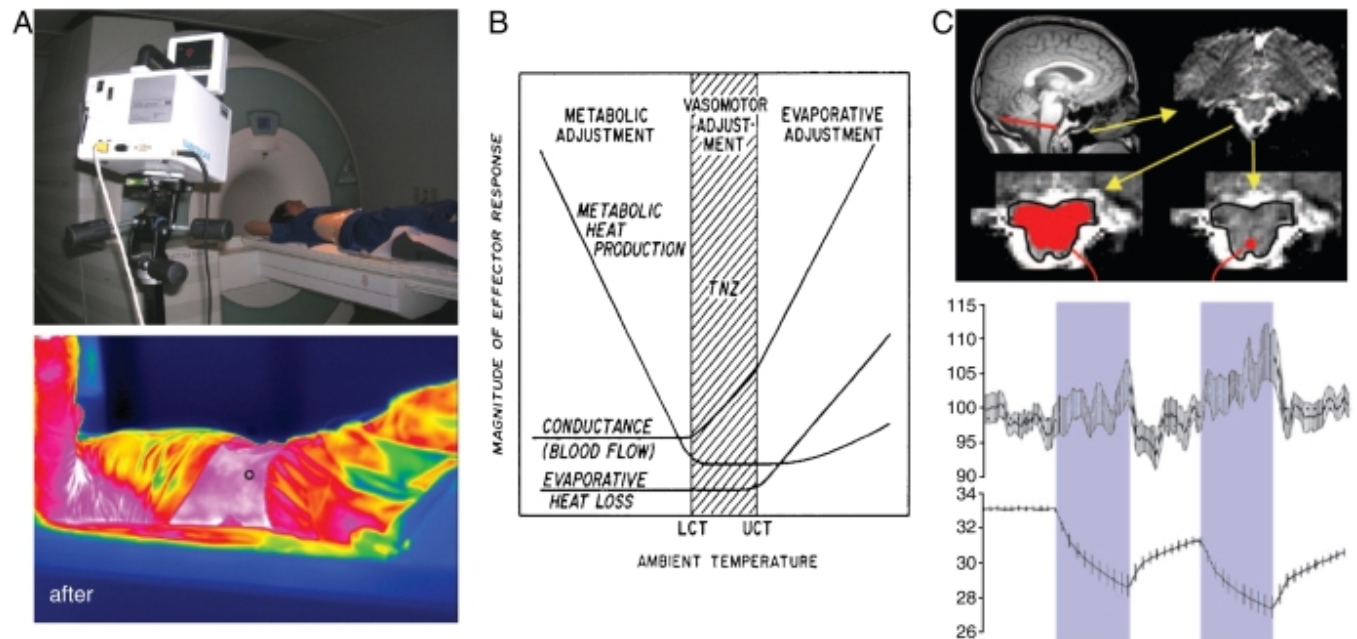 A
after
B
MAGNITUDE OF EFFECTOR RESPONSE
METABOLIC
ADJUSTMENT
VASOMOTOR
ADJUST-
MENT
EVAPORATIVE
ADJUSTMENT
METABOLIC
HEAT
PRODUCTION
TNZ
CONDUCTANCE
(BLOOD FLOW)
EVAPORATIVE
HEAT LOSS
LCT
UCT
AMBIENT TEMPERATURE
C
115
110
105
100
95
90
34
32
30
28
26